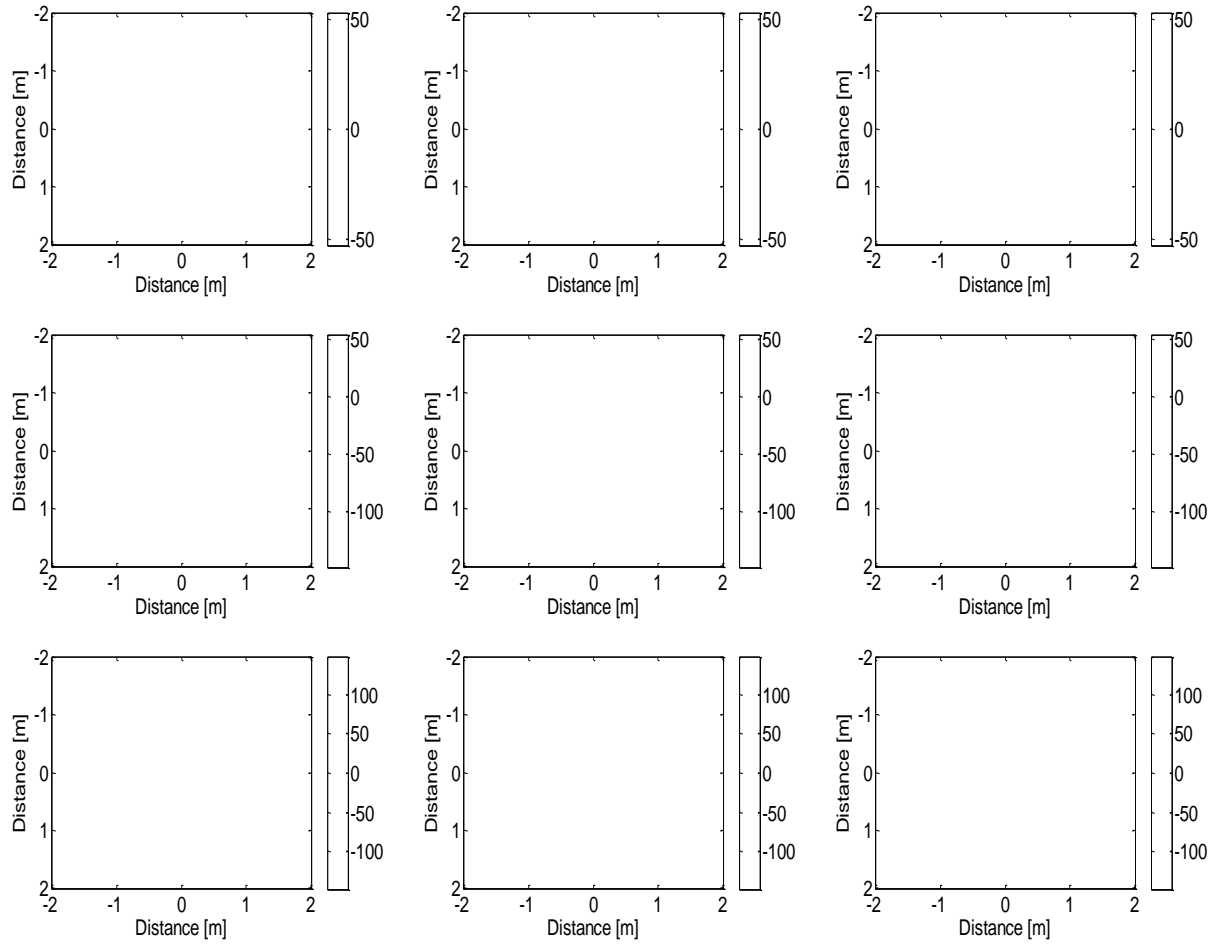 -2 50 -2 50 -2 50
-1 -1 -1
Distance [m] Distance [m] Distance [m]
0 0 0 0 0 0
1 1 1
2 -50 2 -50 2 -50
-2 -1 0 1 2 -2 -1 0 1 2 -2 -1 0 1 2
Distance [m] Distance [m] Distance [m]
-2 50 -2 50 -2 50
-1 0 -1 0 -1 0
Distance [m] Distance [m] Distance [m]
0 -50 0 -50 0 -50
1 -100 1 -100 1 -100
2 2 2
-2 -1 0 1 2 -2 -1 0 1 2 -2 -1 0 1 2
Distance [m] Distance [m] Distance [m]
-2 -2 -2
100 100 100
-1 50 -1 50 -1 50
Distance [m] Distance [m] Distance [m]
0 0 0 0 0 0
1 -50 1 -50 1 -50
-100 -100 -100
2 2 2
-2 -1 0 1 2 -2 -1 0 1 2 -2 -1 0 1 2
Distance [m] Distance [m] Distance [m]